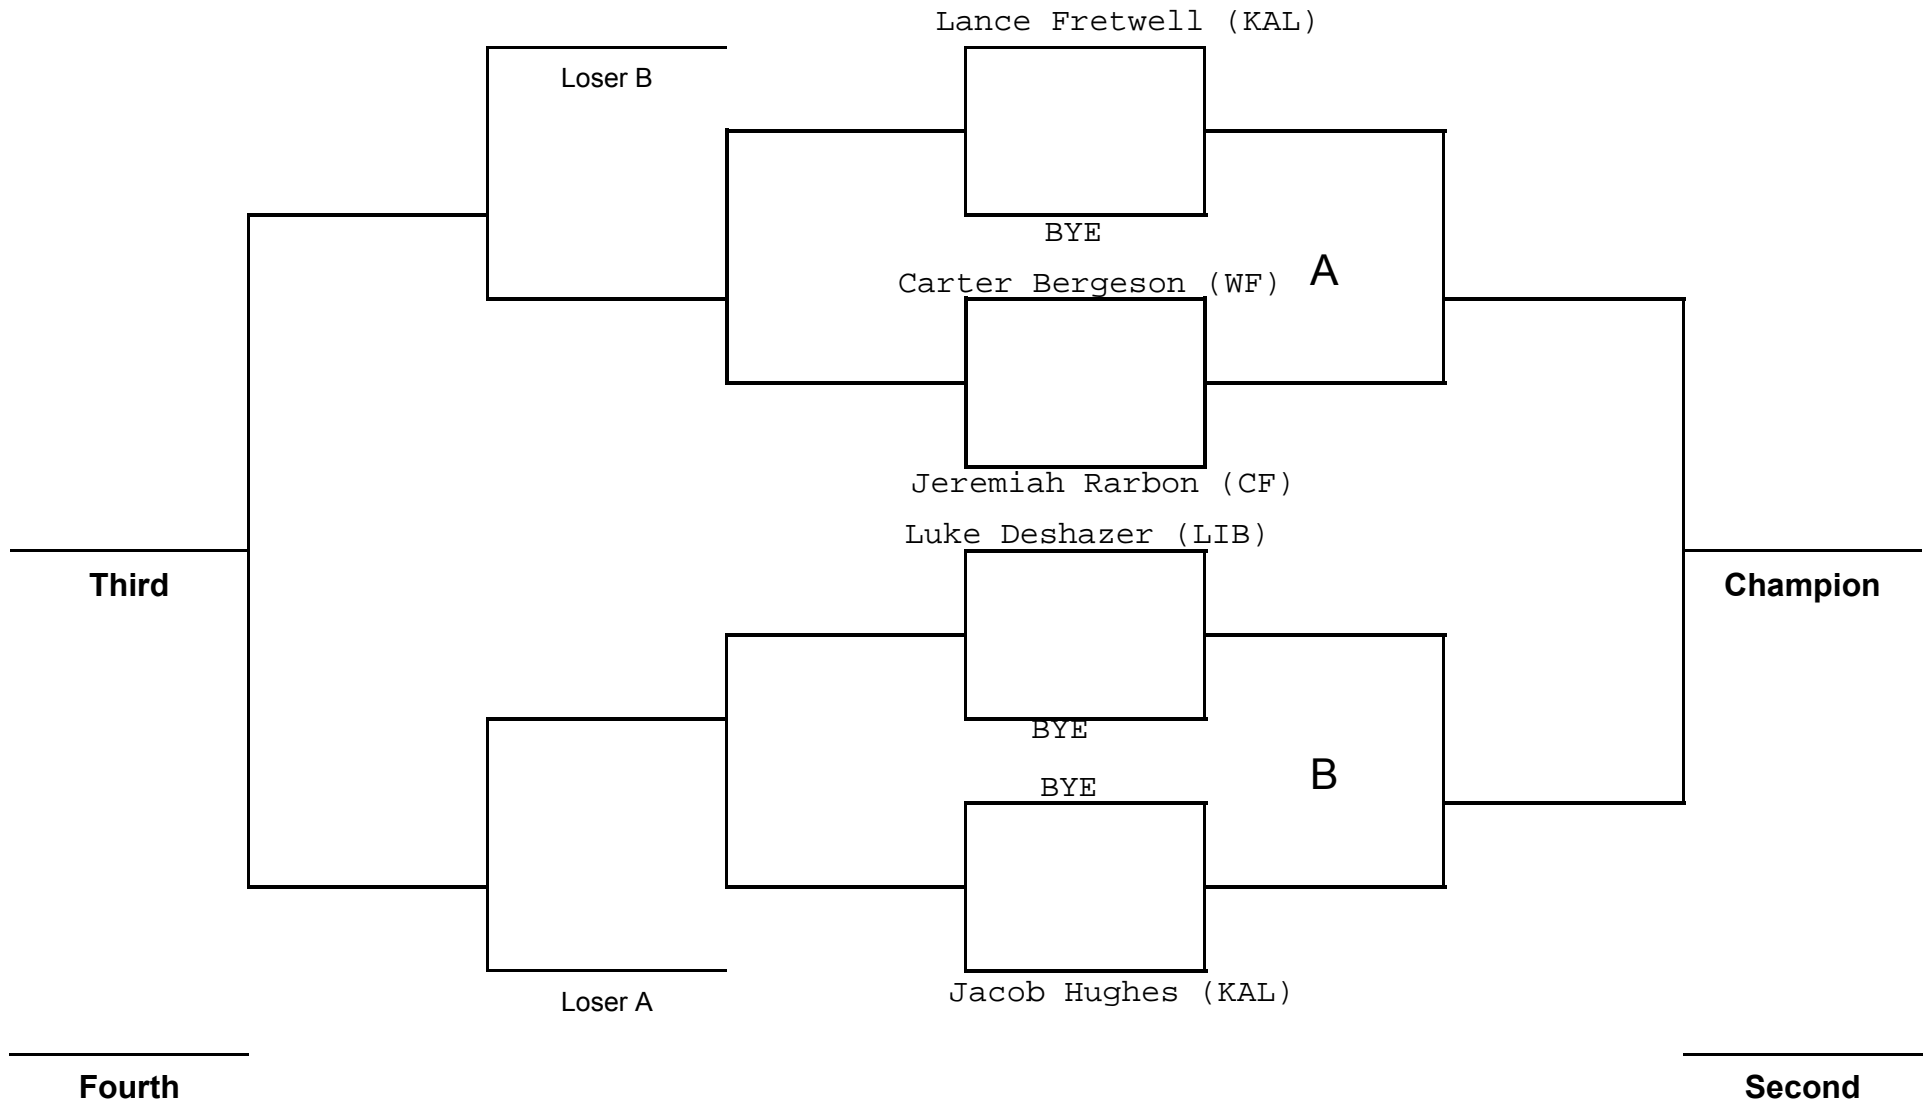 Lance Fretwell (KAL)
Loser B
BYE
Carter Bergeson (WF)
A
Jeremiah Rarbon (CF)
Luke Deshazer (LIB)
Third
Champion
BYE
B
BYE
Jacob Hughes (KAL)
Loser A
Fourth
Second